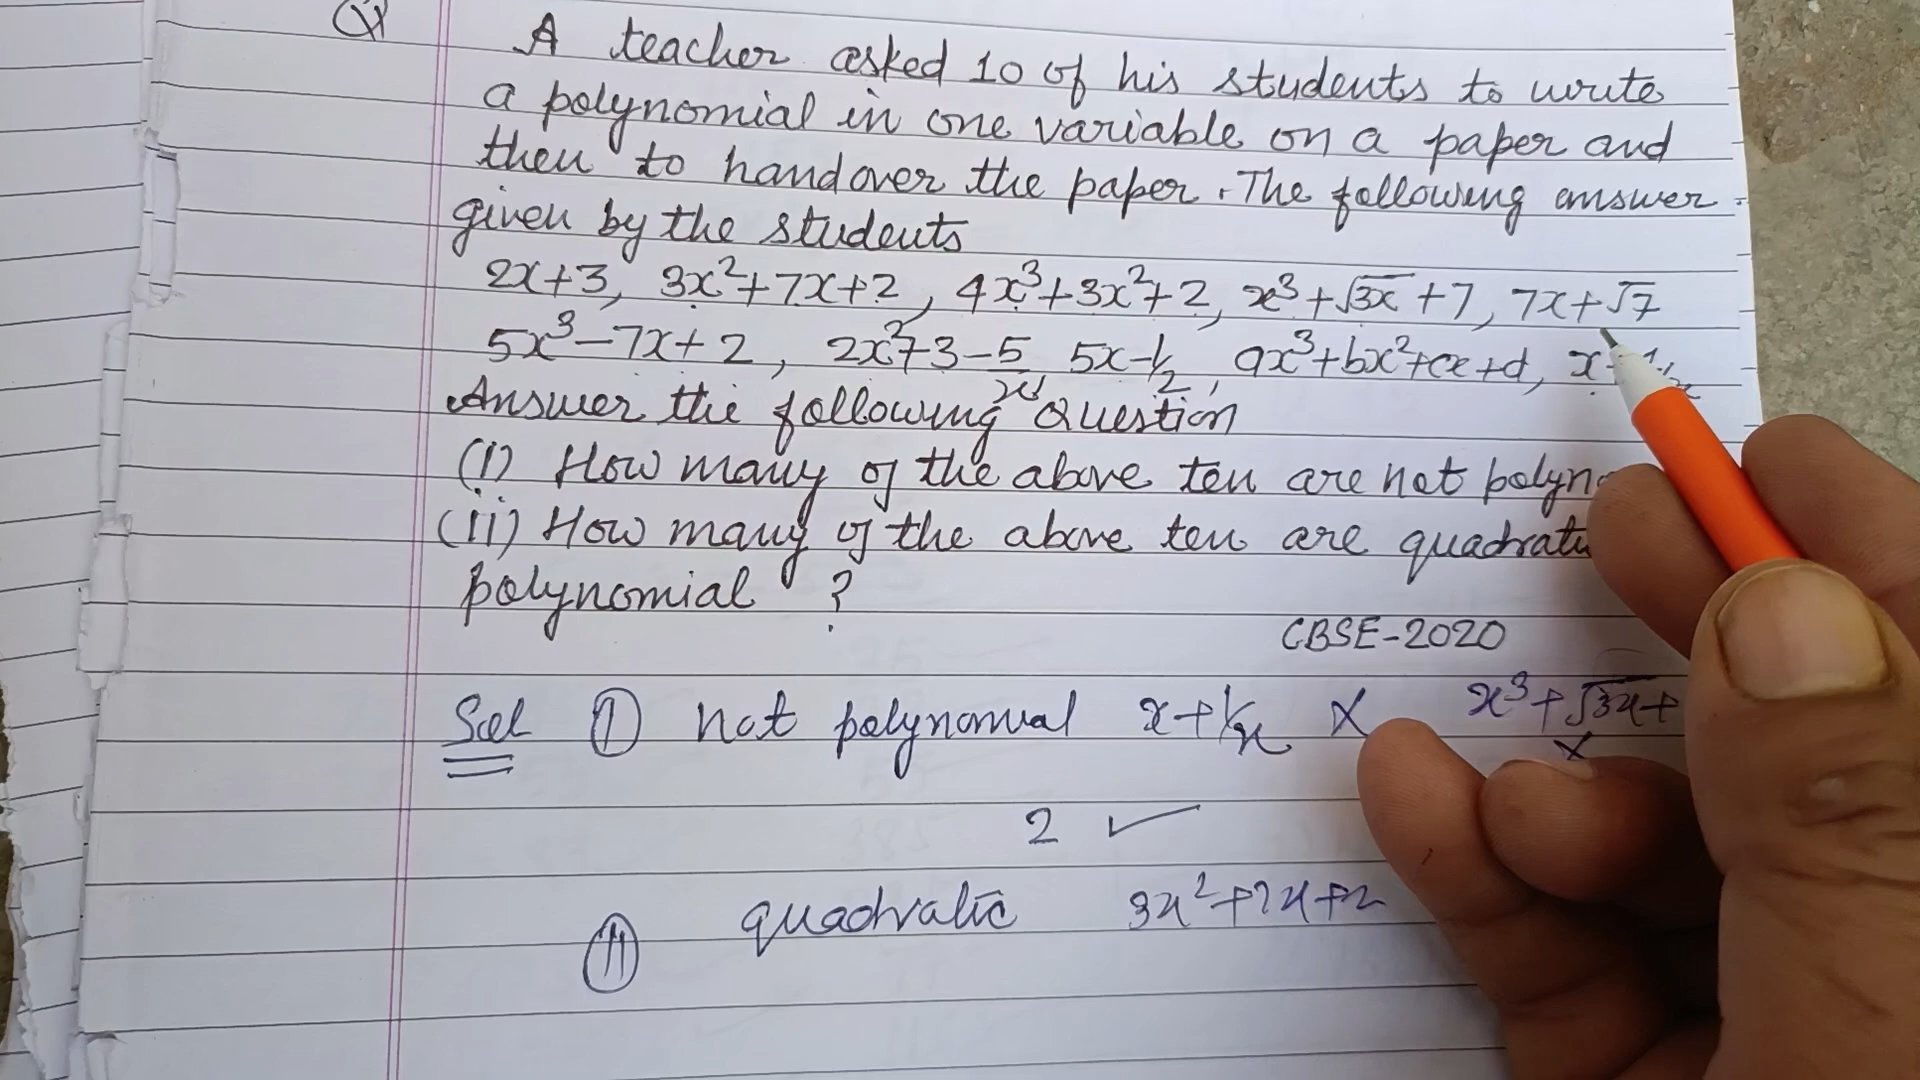 Q
A teacher asked 10 of his students to write
a polynomial in one variable on a paper and
then to handover the paper. The following answer
given by the students
2x+3, 3x²+7x+2, 4x³+3x²+2, x³+√3x+7, 7x+√7
5x³-7x+2, 2x²+3-5/x, 5x-1/2, ax³+bx²+cx+d, x+1/x
Answer the following Question
(I) How many of the above ten are not polyn
(ii) How many of the above ten are quadrati
polynomial ?
CBSE-2020
Sol (I) not polynomial x+1/x × x³+√3x+
×
2 ✓
(II) quadratic 3x²+7x+2